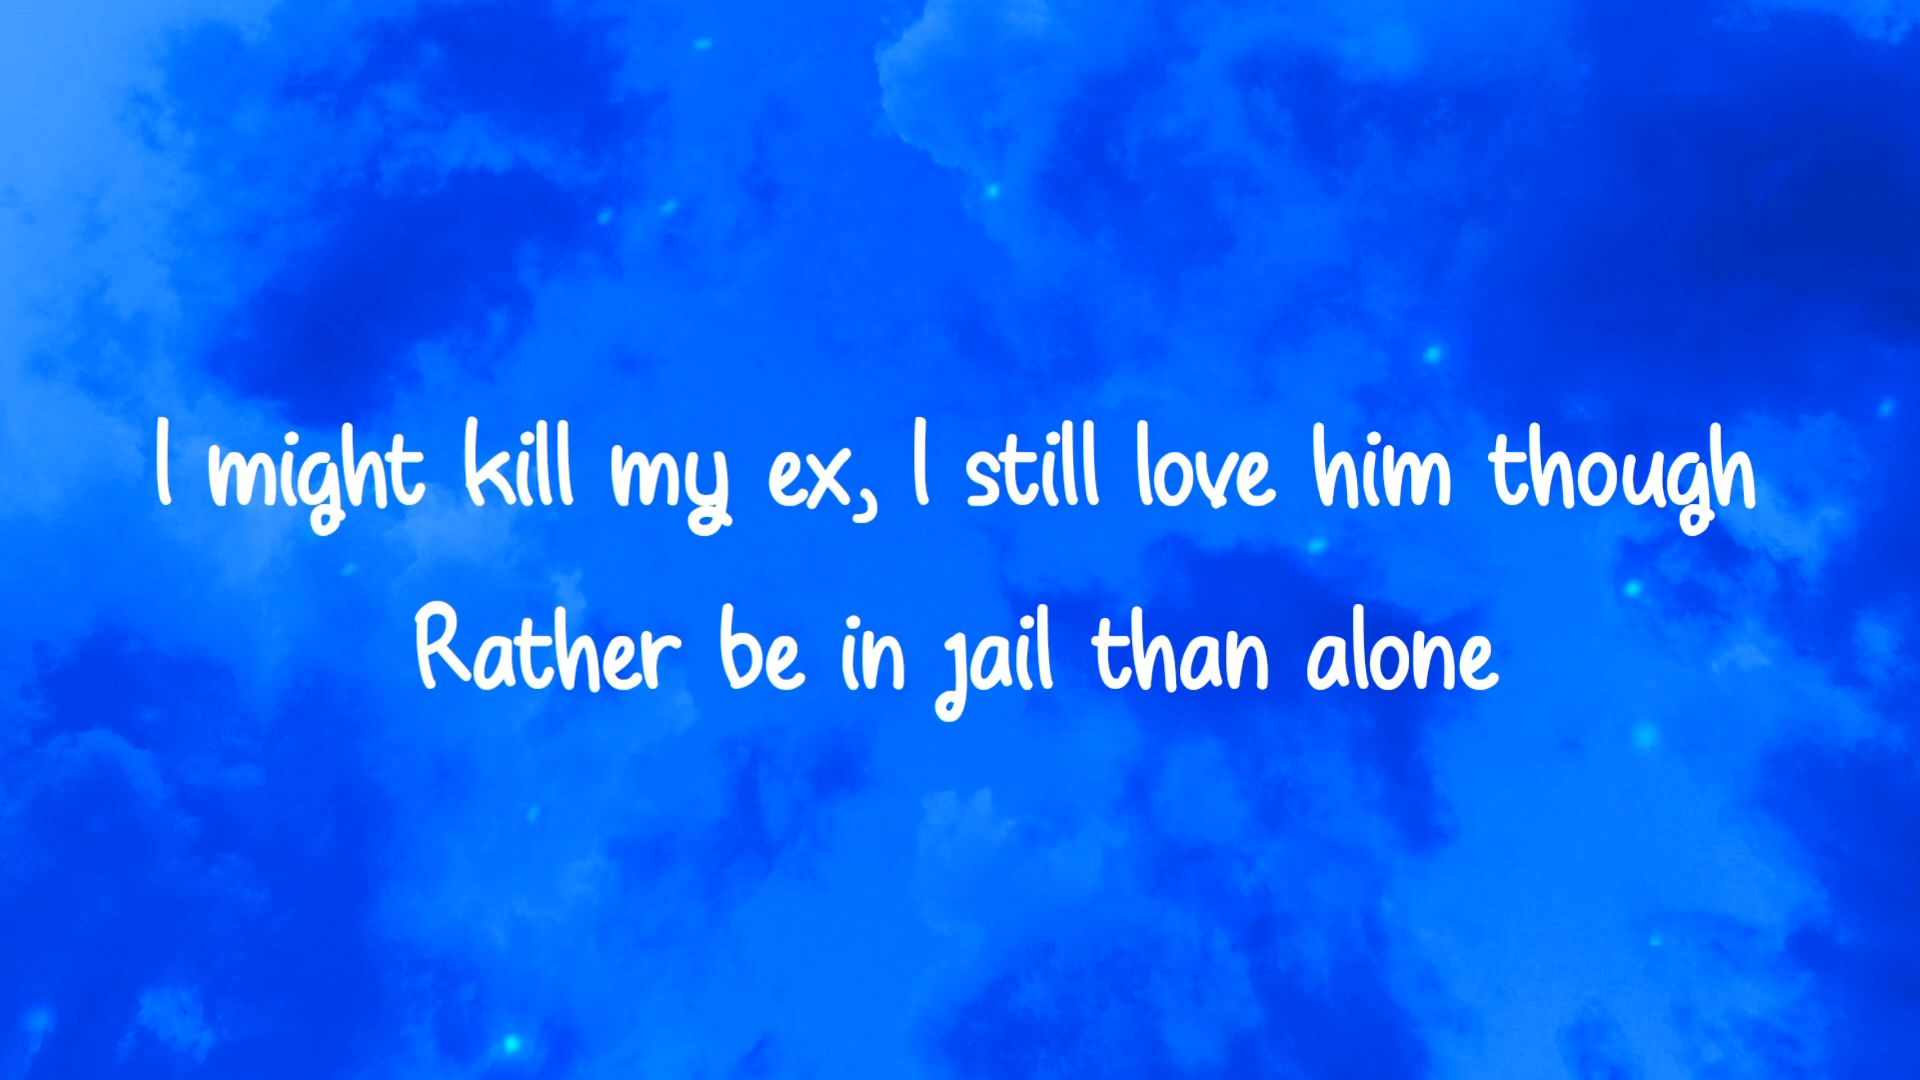 I might kill my ex, I still love him though
Rather be in jail than alone